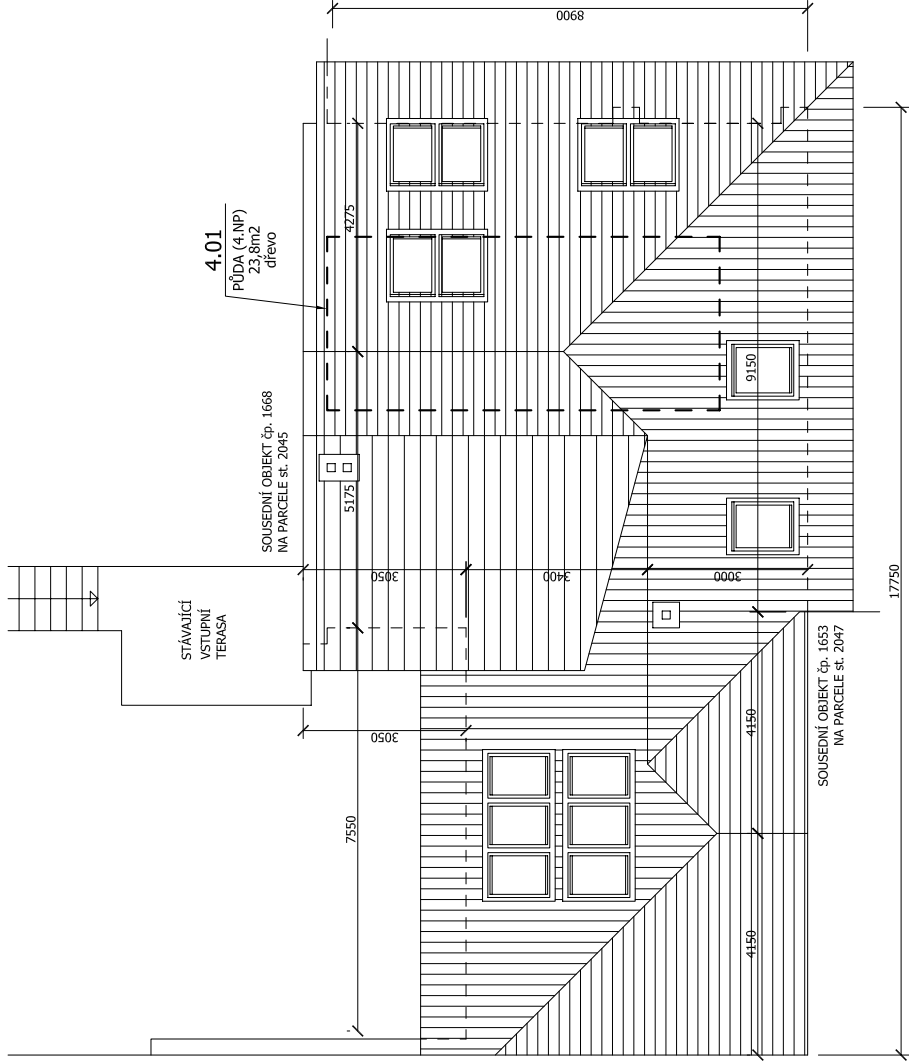 8900
4.01
PŮDA (4.NP)
23,8m2
dřevo
4275
SOUSEDNÍ OBJEKT čp. 1668
NA PARCELE st. 2045
5175
9150
3050
3400
3000
17750
STÁVAJÍCÍ
VSTUPNÍ
TERASA
3050
7550
4150
SOUSEDNÍ OBJEKT čp. 1653
NA PARCELE st. 2047
4150